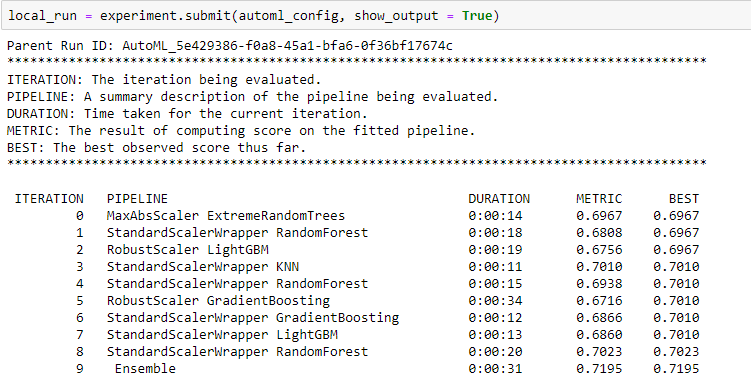 local_run = experiment.submit(automl_config, show_output = True)
Parent Run ID: AutoML_5e429386-f0a8-45a1-bfa6-0f36bf17674c
*******************************************************************************************
ITERATION: The iteration being evaluated.
PIPELINE: A summary description of the pipeline being evaluated.
DURATION: Time taken for the current iteration.
METRIC: The result of computing score on the fitted pipeline.
BEST: The best observed score thus far.
*******************************************************************************************
ITERATION PIPELINE DURATION METRIC BEST
0 MaxAbsScaler ExtremeRandomTrees 0:00:14 0.6967 0.6967
1 StandardScalerWrapper RandomForest 0:00:18 0.6808 0.6967
2 RobustScaler LightGBM 0:00:19 0.6756 0.6967
3 StandardScalerWrapper KNN 0:00:11 0.7010 0.7010
4 StandardScalerWrapper RandomForest 0:00:15 0.6938 0.7010
5 RobustScaler GradientBoosting 0:00:34 0.6716 0.7010
6 StandardScalerWrapper GradientBoosting 0:00:12 0.6866 0.7010
7 StandardScalerWrapper LightGBM 0:00:13 0.6860 0.7010
8 StandardScalerWrapper RandomForest 0:00:20 0.7023 0.7023
9 Ensemble 0:00:31 0.7195 0.7195